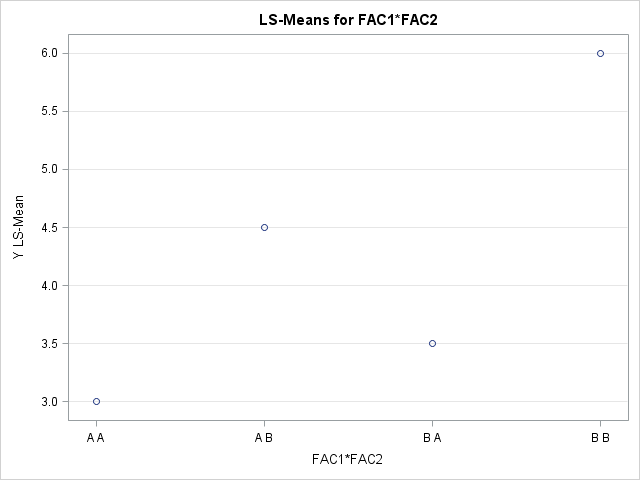 LS-Means for FAC1*FAC2
6.0
5.5
5.0
4.5
4.0
3.5
3.0
Y LS-Mean
A A
A B
B A
B B
FAC1*FAC2